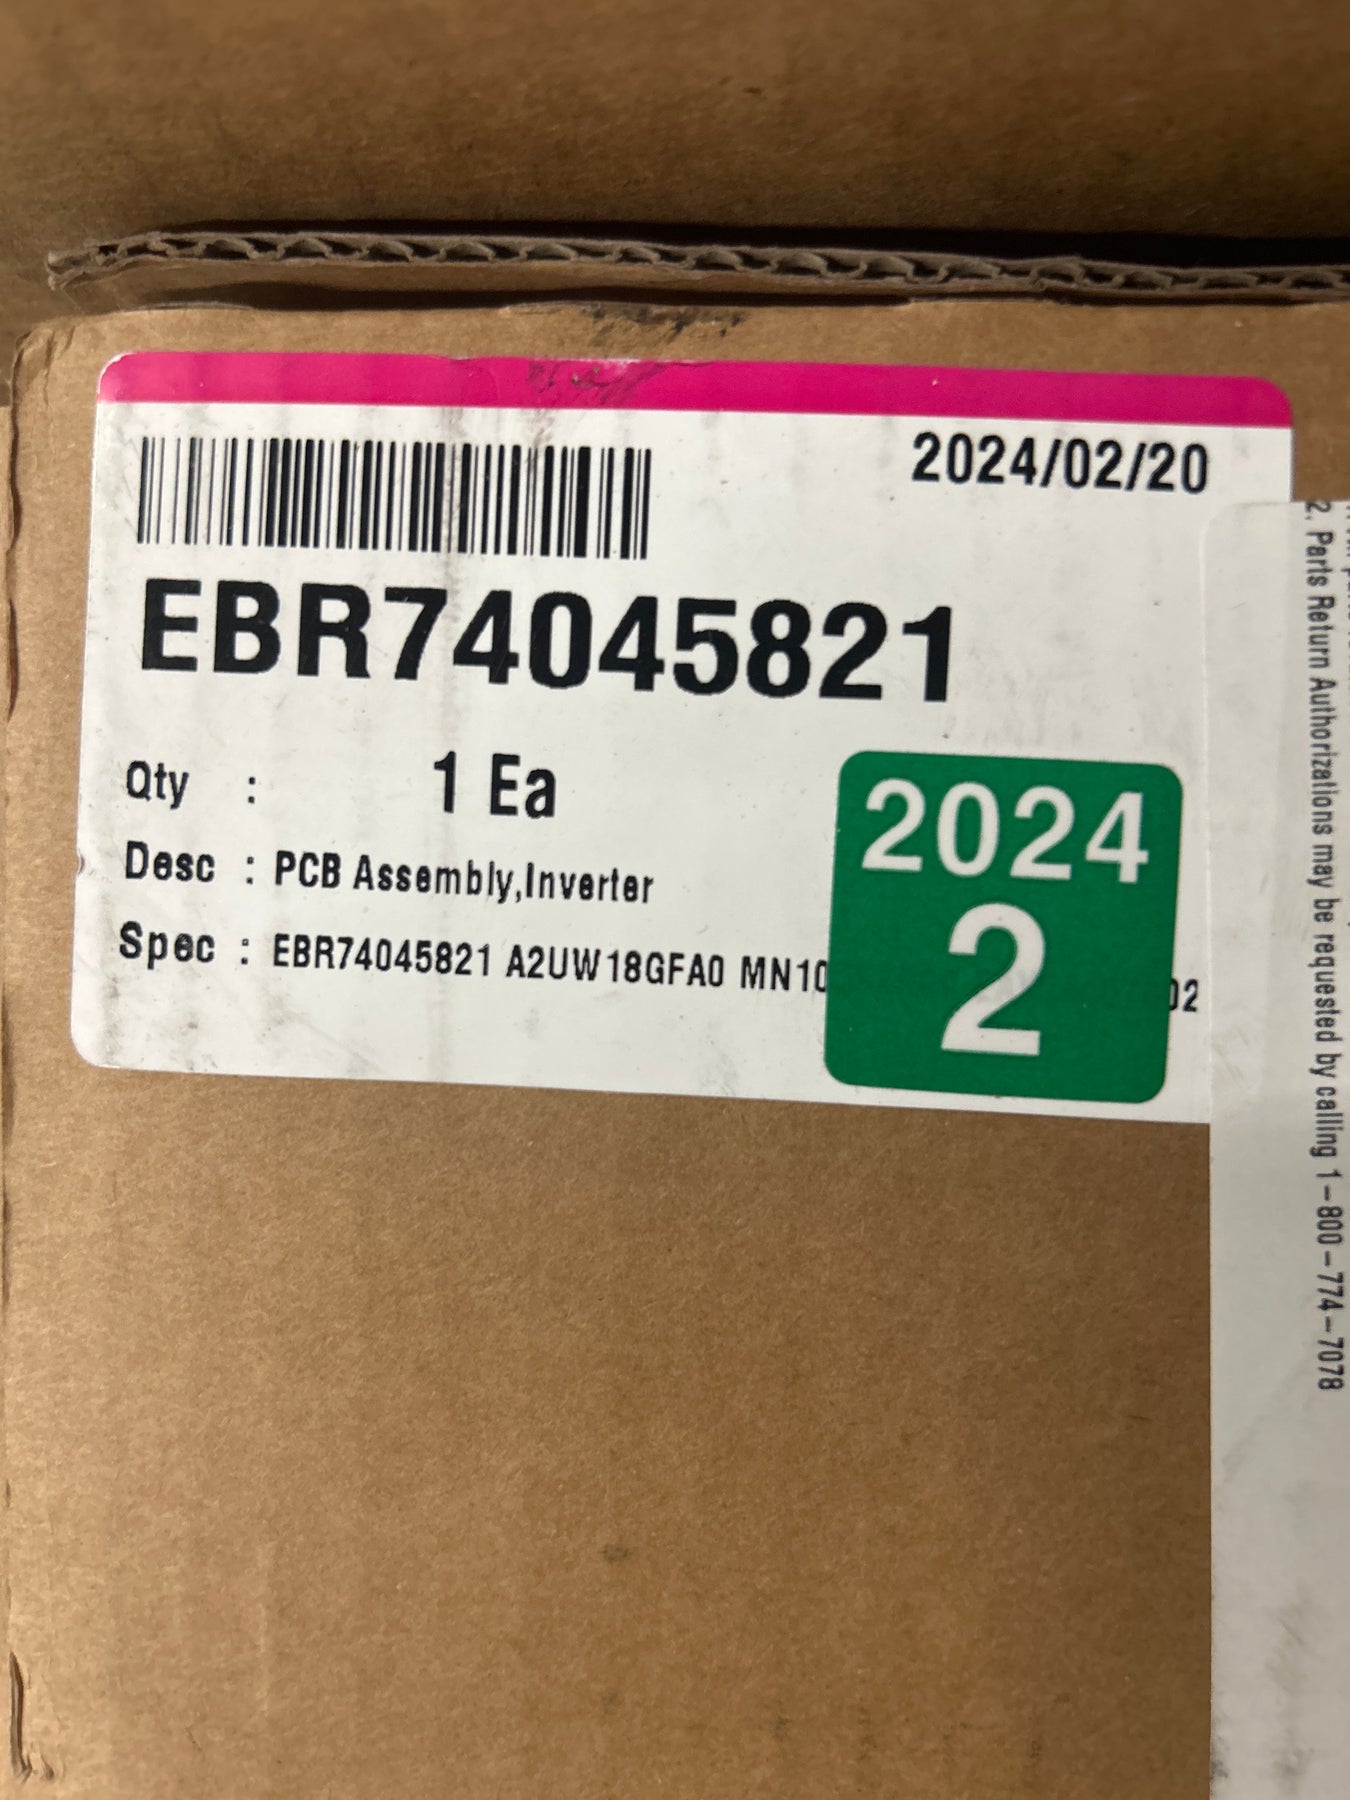 2024/02/20
EBR74045821
Qty : 1 Ea
Desc : PCB Assembly,Inverter
Spec : EBR74045821 A2UW18GFA0 MN10
02
2024
2
2. Parts Return Authorizations may be requested by calling 1-800-774-7078